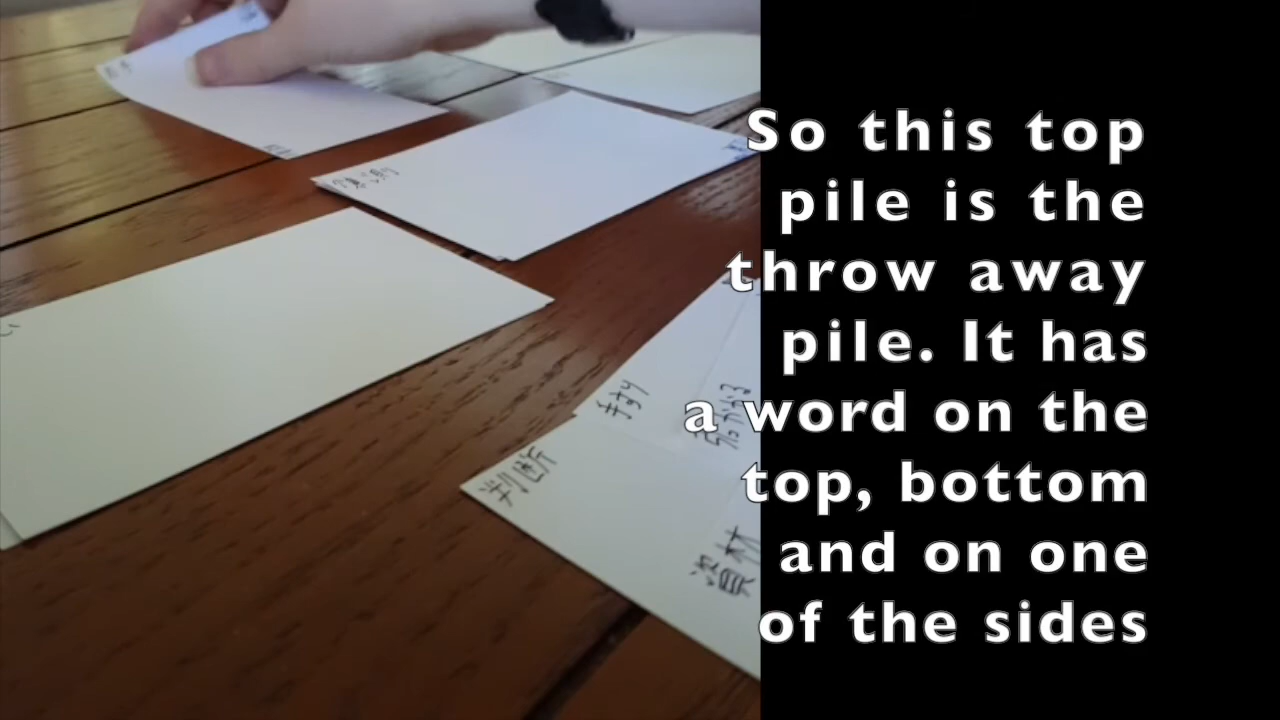 So this top
pile is the
throw away
pile. It has
a word on the
top, bottom
and on one
of the sides
判断
資材